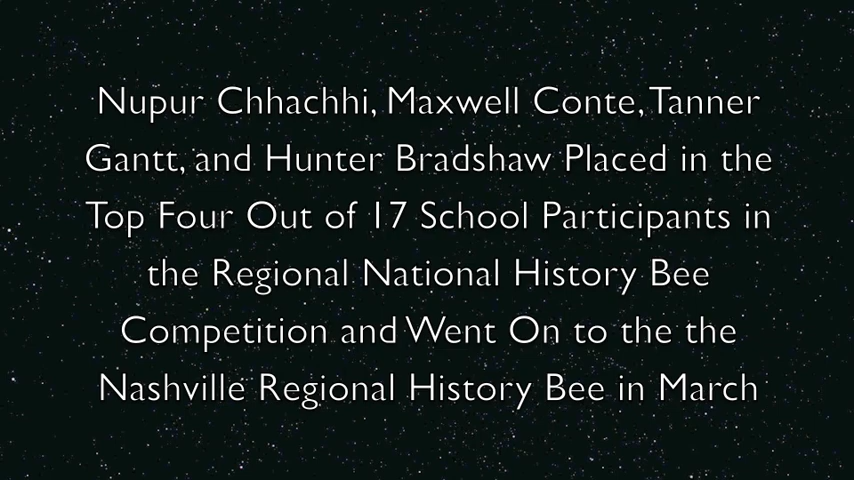 Nupur Chhachhi, Maxwell Conte, Tanner
Gantt, and Hunter Bradshaw Placed in the
Top Four Out of 17 School Participants in
the Regional National History Bee
Competition and Went On to the the
Nashville Regional History Bee in March